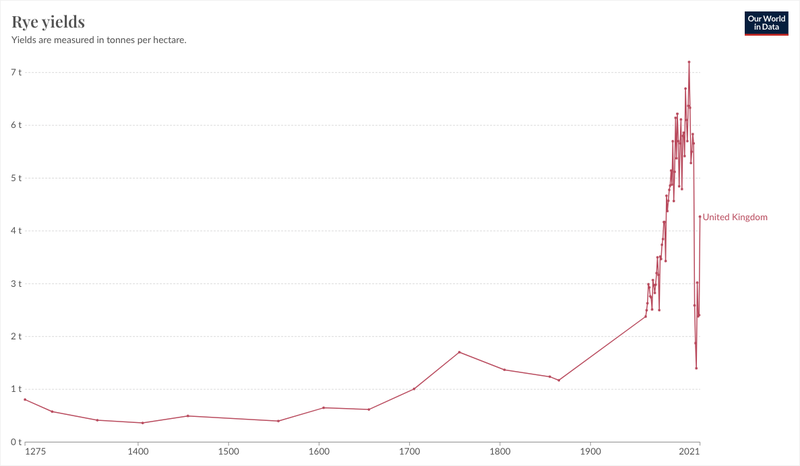 Rye yields
Yields are measured in tonnes per hectare.
Our World
in Data
7 t
6 t
5 t
4 t
3 t
2 t
1 t
0 t
United Kingdom
1275
1400
1500
1600
1700
1800
1900
2021